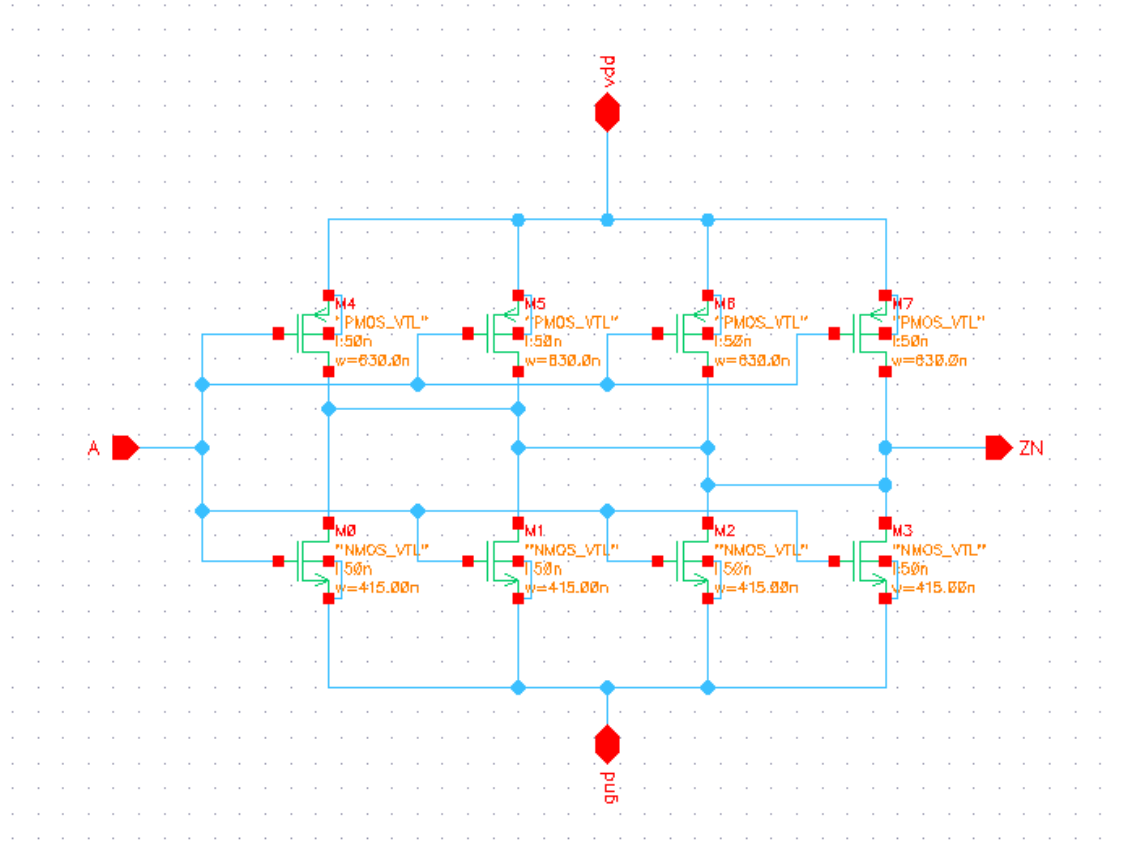 vdd
M4
"PMOS_VTL"
l:50n
w=630.0n
M5
"PMOS_VTL"
l:50n
w=630.0n
M6
"PMOS_VTL"
l:50n
w=630.0n
M7
"PMOS_VTL"
l:50n
w=630.0n
A
ZN
M0
"NMOS_VTL"
l:50n
w=415.00n
M1
"NMOS_VTL"
l:50n
w=415.00n
M2
"NMOS_VTL"
l:50n
w=415.00n
M3
"NMOS_VTL"
l:50n
w=415.00n
gnd